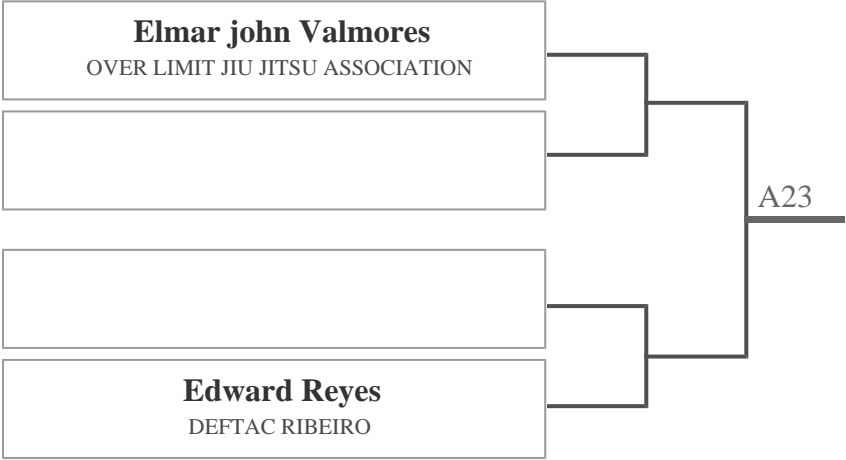 Elmar john Valmores
OVER LIMIT JIU JITSU ASSOCIATION
A23
Edward Reyes
DEFTAC RIBEIRO